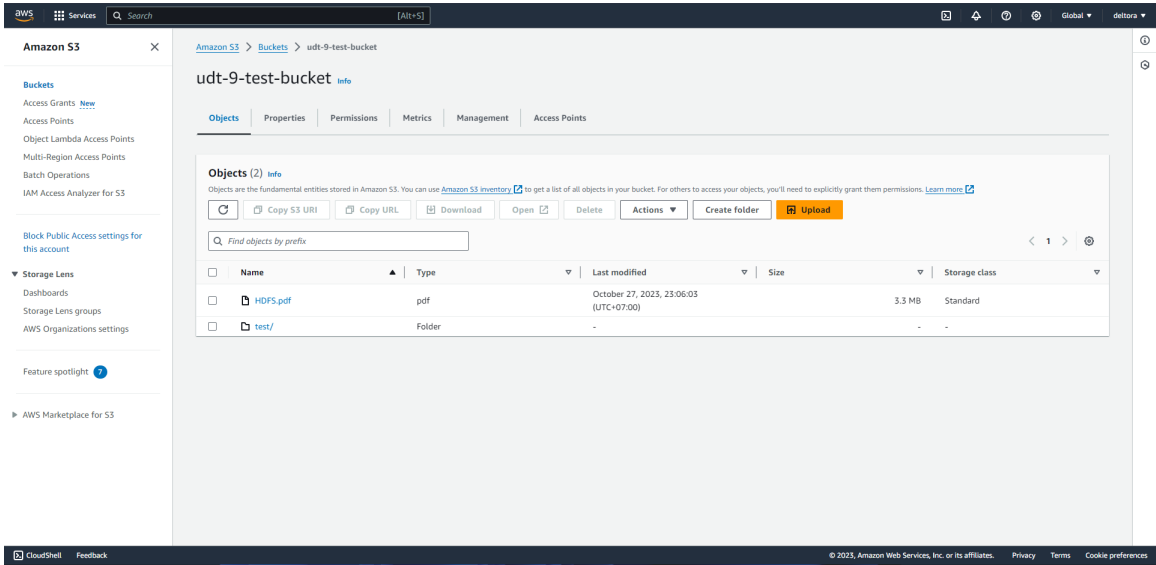 aws Services Search [Alt+S] Global ▼ deltora ▼
Amazon S3
Buckets
Access Grants New
Access Points
Object Lambda Access Points
Multi-Region Access Points
Batch Operations
IAM Access Analyzer for S3
Block Public Access settings for
this account
Storage Lens
Dashboards
Storage Lens groups
AWS Organizations settings
Feature spotlight 7
AWS Marketplace for S3
Amazon S3 > Buckets > udt-9-test-bucket
udt-9-test-bucket Info
Objects Properties Permissions Metrics Management Access Points
Objects (2) Info
Objects are the fundamental entities stored in Amazon S3. You can use Amazon S3 inventory to get a list of all objects in your bucket. For others to access your objects, you'll need to explicitly grant them permissions. Learn more
Copy S3 URI Copy URL Download Open Delete Actions ▼ Create folder Upload
Find objects by prefix < 1 >
Name Type Last modified Size Storage class
HDFS.pdf pdf October 27, 2023, 23:06:03 3.3 MB Standard
(UTC+07:00)
test/ Folder - - -
CloudShell Feedback © 2023, Amazon Web Services, Inc. or its affiliates. Privacy Terms Cookie preferences